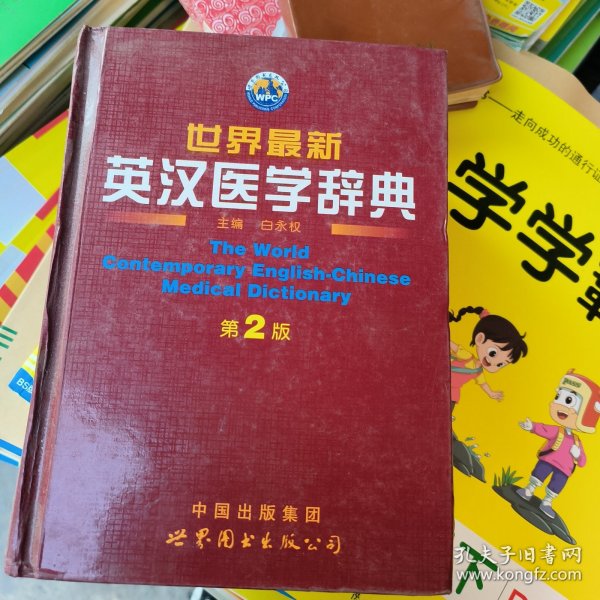 WPC
世界最新
英汉医学辞典
主编 白永权
The World
Contemporary English-Chinese
Medical Dictionary
第2版
中国出版集团
世界图书出版公司
——走向成功的通行证
学学
孔夫子旧书网
www.kongfz.com